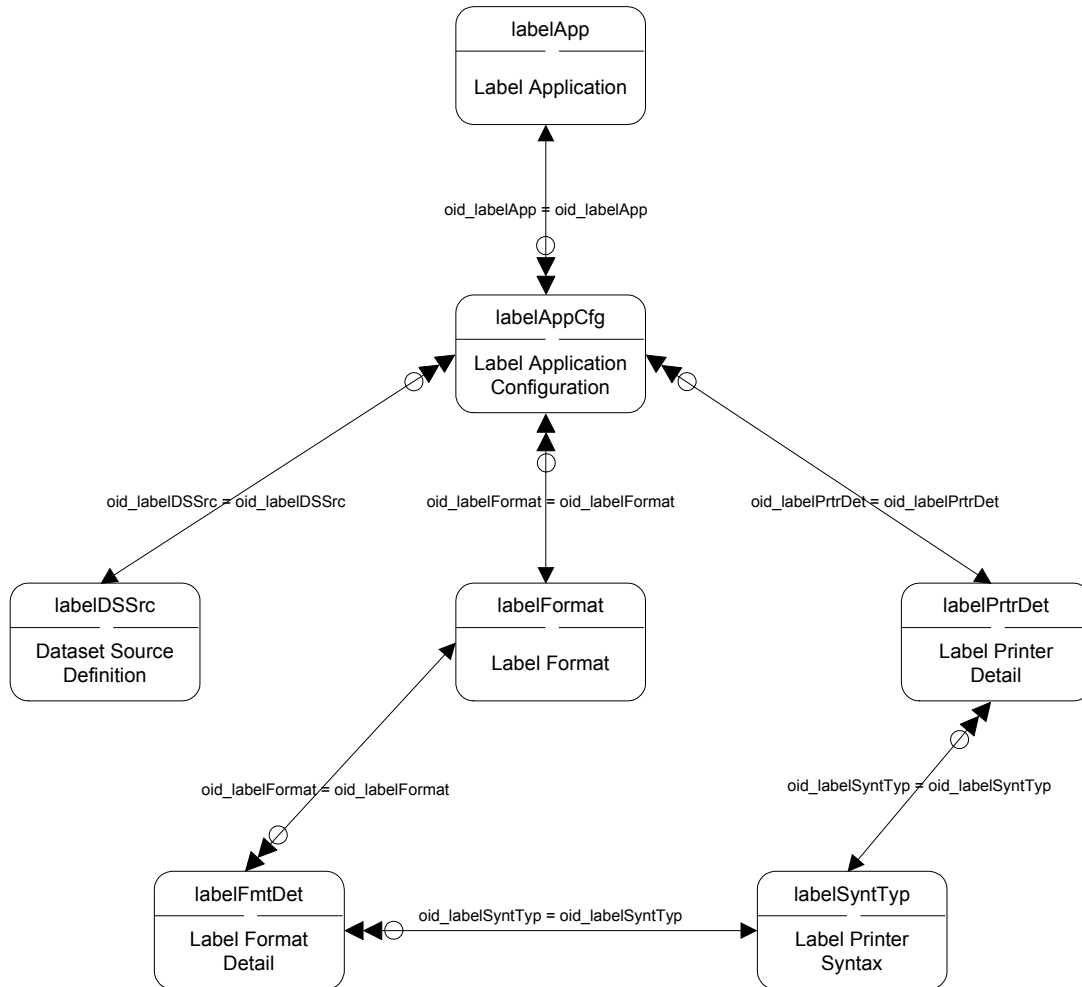 labelApp
Label Application
oid_labelApp = oid_labelApp
labelAppCfg
Label Application
Configuration
oid_labelDSSrc = oid_labelDSSrc
oid_labelFormat = oid_labelFormat
oid_labelPrtrDet = oid_labelPrtrDet
labelDSSrc
Dataset Source
Definition
labelFormat
Label Format
labelPrtrDet
Label Printer
Detail
oid_labelFormat = oid_labelFormat
oid_labelSyntTyp = oid_labelSyntTyp
labelFmtDet
Label Format
Detail
oid_labelSyntTyp = oid_labelSyntTyp
labelSyntTyp
Label Printer
Syntax